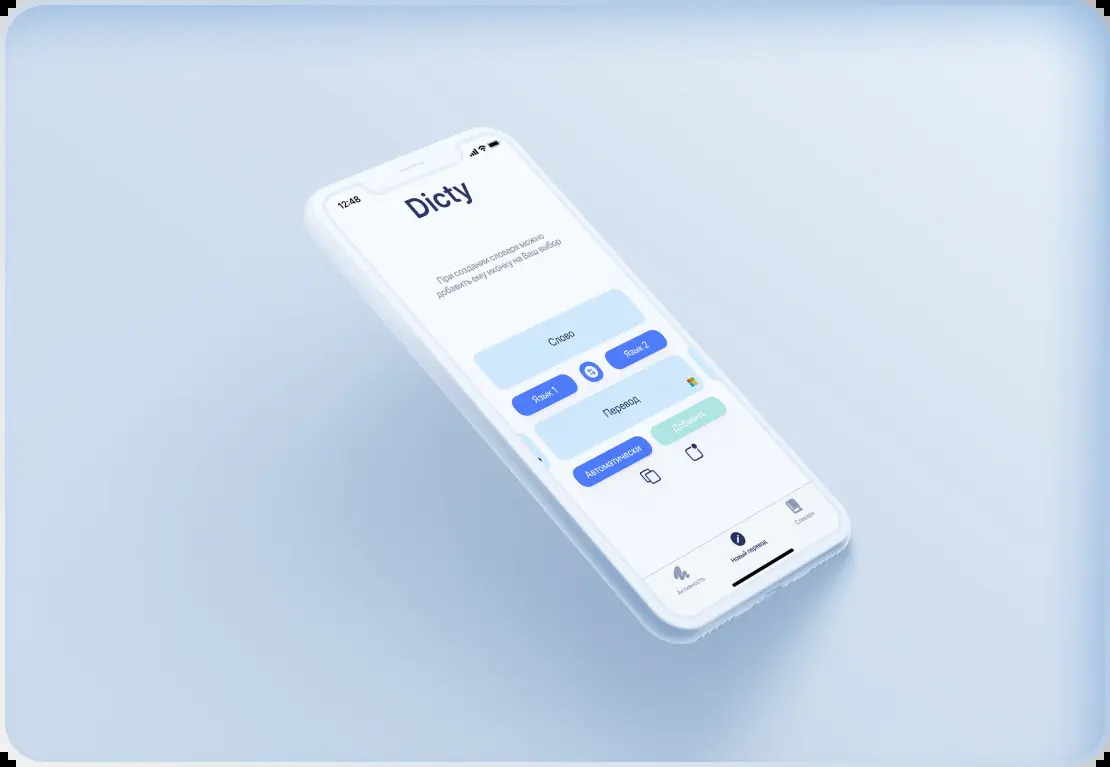 12:48
Dicty
При создании словаря можно
добавить ему иконку на Ваш выбор
Слово
Язык 1
Язык 2
Перевод
Автоматически
Добавить
Активность
Новый перевод
Словари